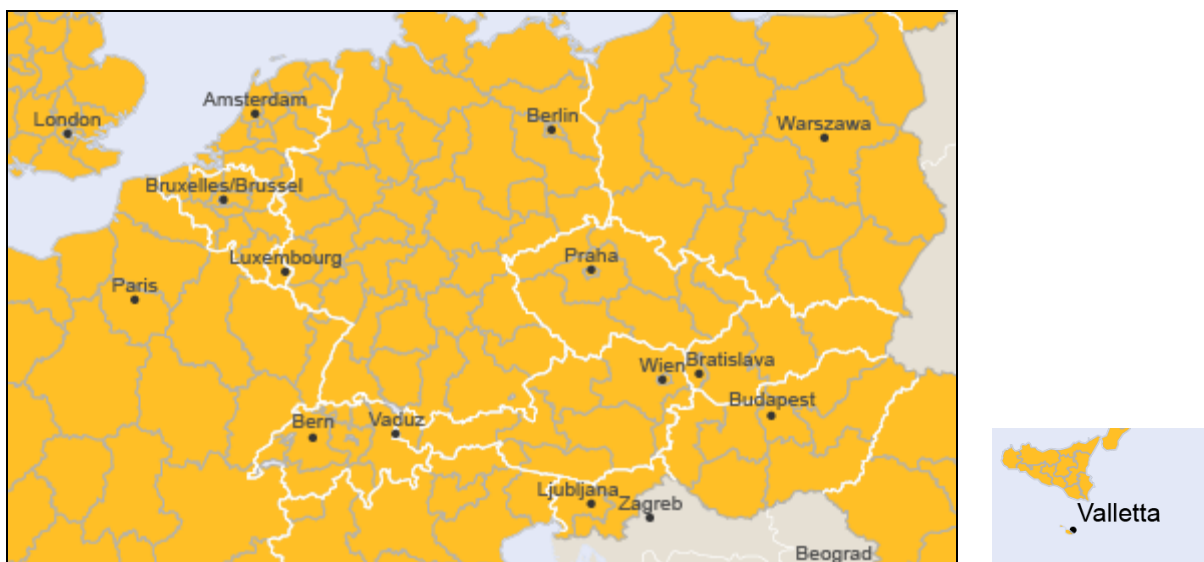 Amsterdam
London
Berlin
Warszawa
Bruxelles/Brussel
Luxembourg
Praha
Paris
Wien
Bratislava
Budapest
Bern
Vaduz
Ljubljana
Zagreb
Valletta
Beograd